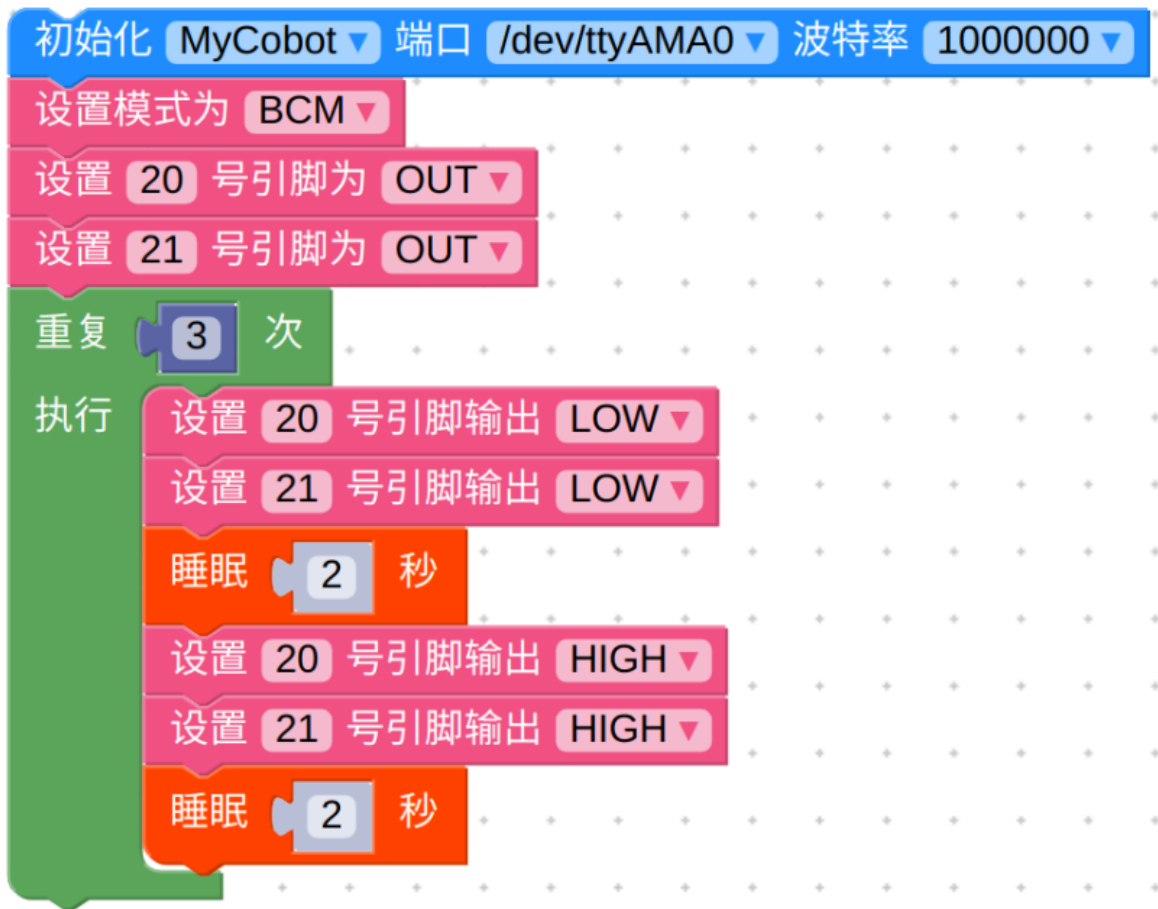 初始化 MyCobot 端口 /dev/ttyAMA0 波特率 1000000
设置模式为 BCM
设置 20 号引脚为 OUT
设置 21 号引脚为 OUT
重复 3 次
执行 设置 20 号引脚输出 LOW
设置 21 号引脚输出 LOW
睡眠 2 秒
设置 20 号引脚输出 HIGH
设置 21 号引脚输出 HIGH
睡眠 2 秒